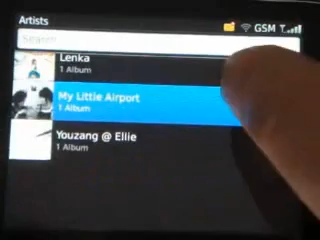 Artists
GSM
Search
Lenka
1 Album
My Little Airport
1 Album
Youzang @ Ellie
1 Album